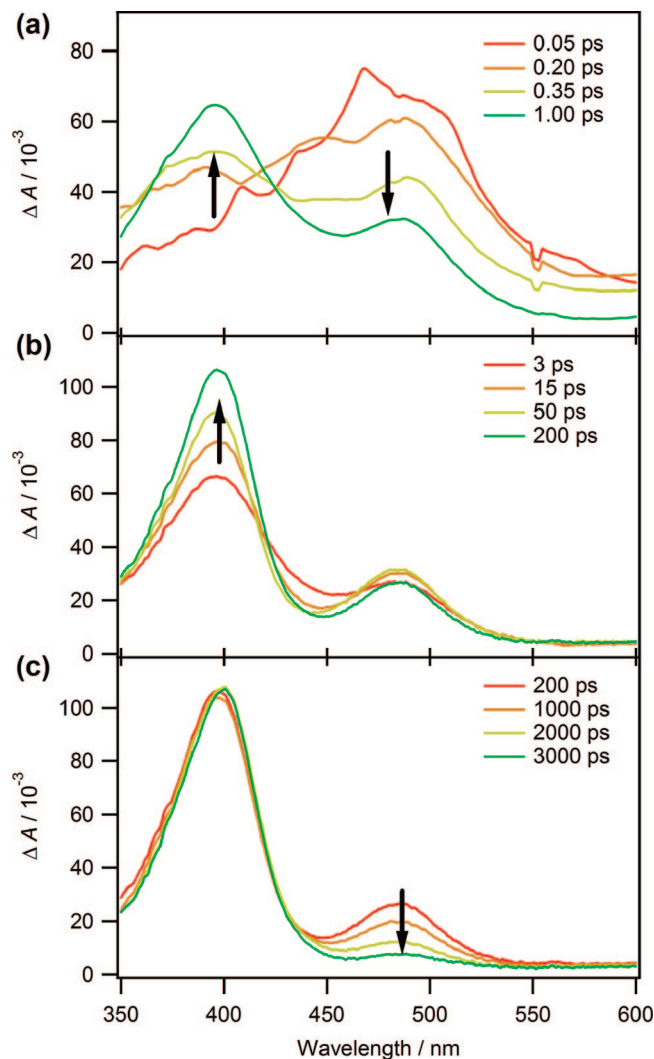 (a)
80
60
40
20
0
Δ A / 10⁻³
0.05 ps
0.20 ps
0.35 ps
1.00 ps
(b)
100
80
60
40
20
0
Δ A / 10⁻³
3 ps
15 ps
50 ps
200 ps
(c)
100
80
60
40
20
0
Δ A / 10⁻³
200 ps
1000 ps
2000 ps
3000 ps
350 400 450 500 550 600
Wavelength / nm